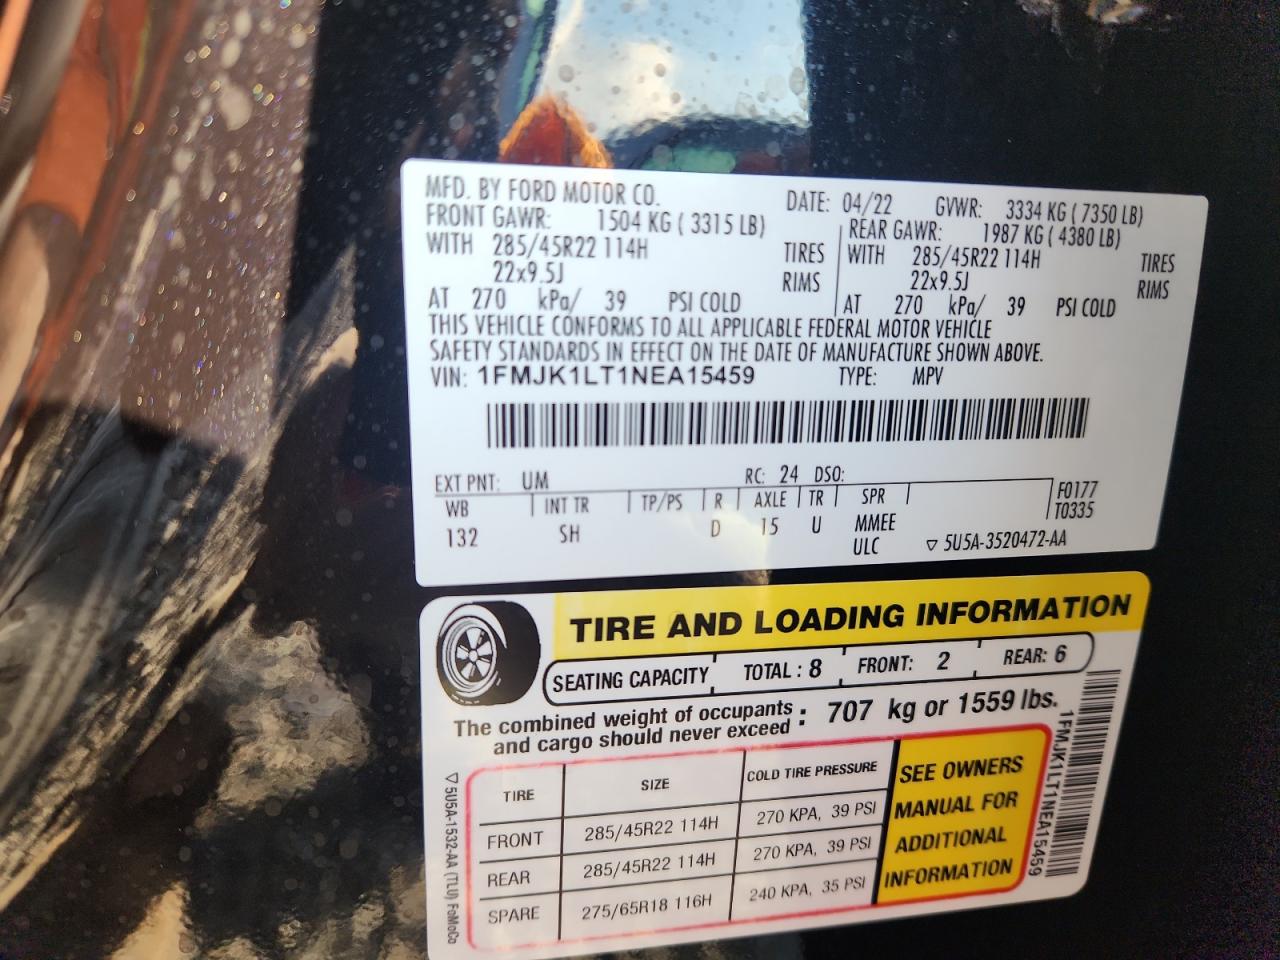 MFD. BY FORD MOTOR CO. DATE: 04/22 GVWR: 3334 KG ( 7350 LB)
FRONT GAWR: 1504 KG ( 3315 LB) REAR GAWR: 1987 KG ( 4380 LB)
WITH 285/45R22 114H TIRES WITH 285/45R22 114H TIRES
22x9.5J RIMS 22x9.5J RIMS
AT 270 kPa/ 39 PSI COLD AT 270 kPa/ 39 PSI COLD
THIS VEHICLE CONFORMS TO ALL APPLICABLE FEDERAL MOTOR VEHICLE
SAFETY STANDARDS IN EFFECT ON THE DATE OF MANUFACTURE SHOWN ABOVE.
VIN: 1FMJK1LT1NEA15459 TYPE: MPV
EXT PNT: UM RC: 24 DSO:
WB INT TR TP/PS R AXLE TR SPR F0177
T0335
132 SH D 15 U MMEE
ULC ▽ 5U5A-3520472-AA
TIRE AND LOADING INFORMATION
SEATING CAPACITY TOTAL : 8 FRONT: 2 REAR: 6
The combined weight of occupants
and cargo should never exceed : 707 kg or 1559 lbs.
TIRE SIZE COLD TIRE PRESSURE
FRONT 285/45R22 114H 270 KPA, 39 PSI
REAR 285/45R22 114H 270 KPA, 39 PSI
SPARE 275/65R18 116H 240 KPA, 35 PSI
SEE OWNERS
MANUAL FOR
ADDITIONAL
INFORMATION
1FMJK1LT1NEA15459
▽ 5U5A-1532-AA (TLU) FoMoCo